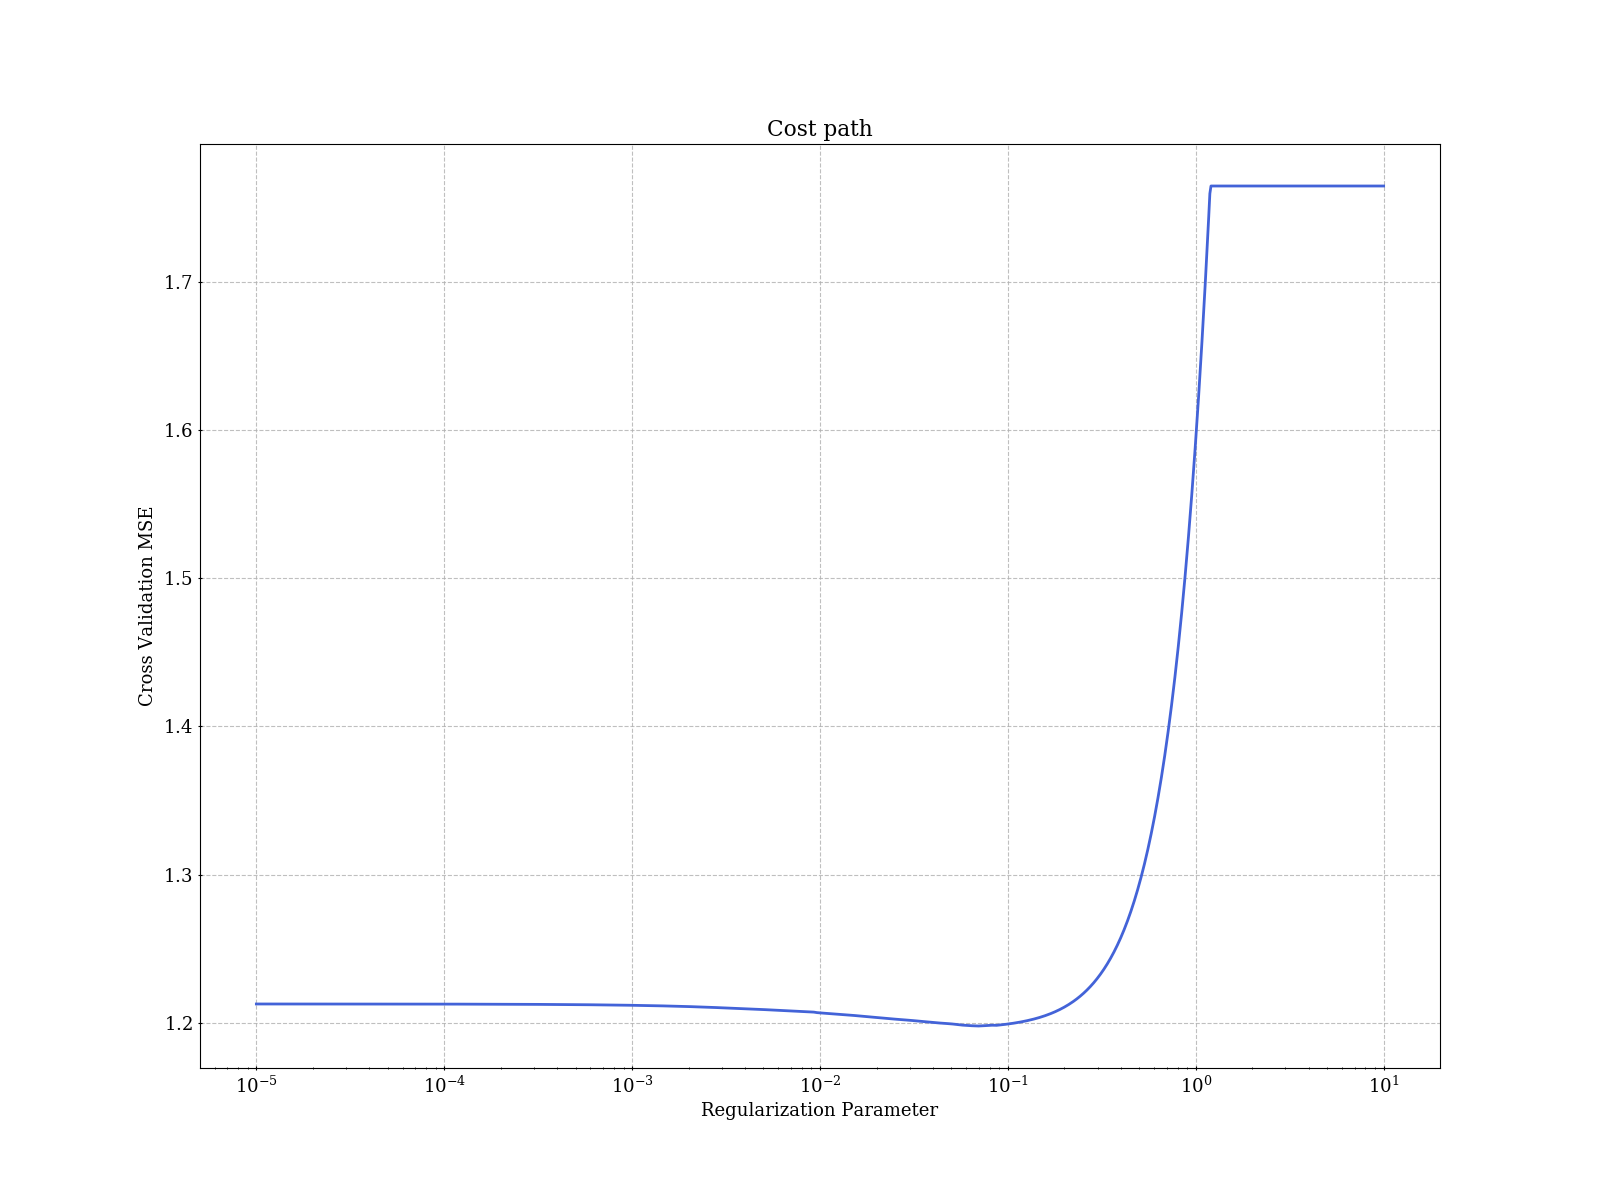 Cost path
1.7
1.6
1.5
1.4
1.3
1.2
Cross Validation MSE
10⁻⁵ 10⁻⁴ 10⁻³ 10⁻² 10⁻¹ 10⁰ 10¹
Regularization Parameter